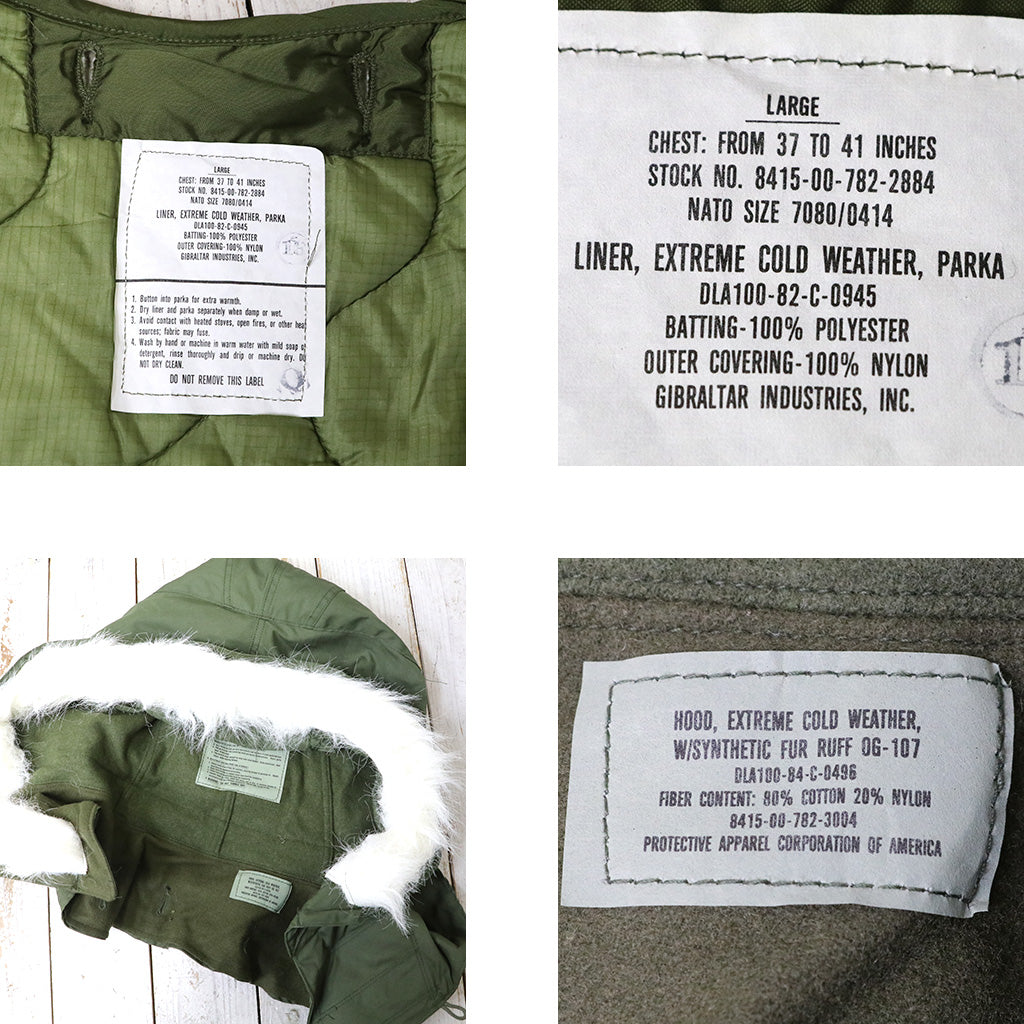 LARGE
CHEST: FROM 37 TO 41 INCHES
STOCK NO. 8415-00-782-2884
NATO SIZE 7080/0414
LINER, EXTREME COLD WEATHER, PARKA
DLA100-82-C-0945
BATTING-100% POLYESTER
OUTER COVERING-100% NYLON
GIBRALTAR INDUSTRIES, INC.
1. Button into parka for extra warmth.
2. Dry liner and parka separately when damp or wet.
3. Avoid contact with heated stoves, open fires, or other hea
sources; fabric may fuse.
4. Wash by hand or machine in warm water with mild soap o
detergent, rinse thoroughly and drip or machine dry. DO
NOT DRY CLEAN.
DO NOT REMOVE THIS LABEL
LARGE
CHEST: FROM 37 TO 41 INCHES
STOCK NO. 8415-00-782-2884
NATO SIZE 7080/0414
LINER, EXTREME COLD WEATHER, PARKA
DLA100-82-C-0945
BATTING-100% POLYESTER
OUTER COVERING-100% NYLON
GIBRALTAR INDUSTRIES, INC.
HOOD, EXTREME COLD WEATHER,
W/SYNTHETIC FUR RUFF OG-107
DLA100-84-C-0496
FIBER CONTENT: 80% COTTON 20% NYLON
8415-00-782-3004
PROTECTIVE APPAREL CORPORATION OF AMERICA